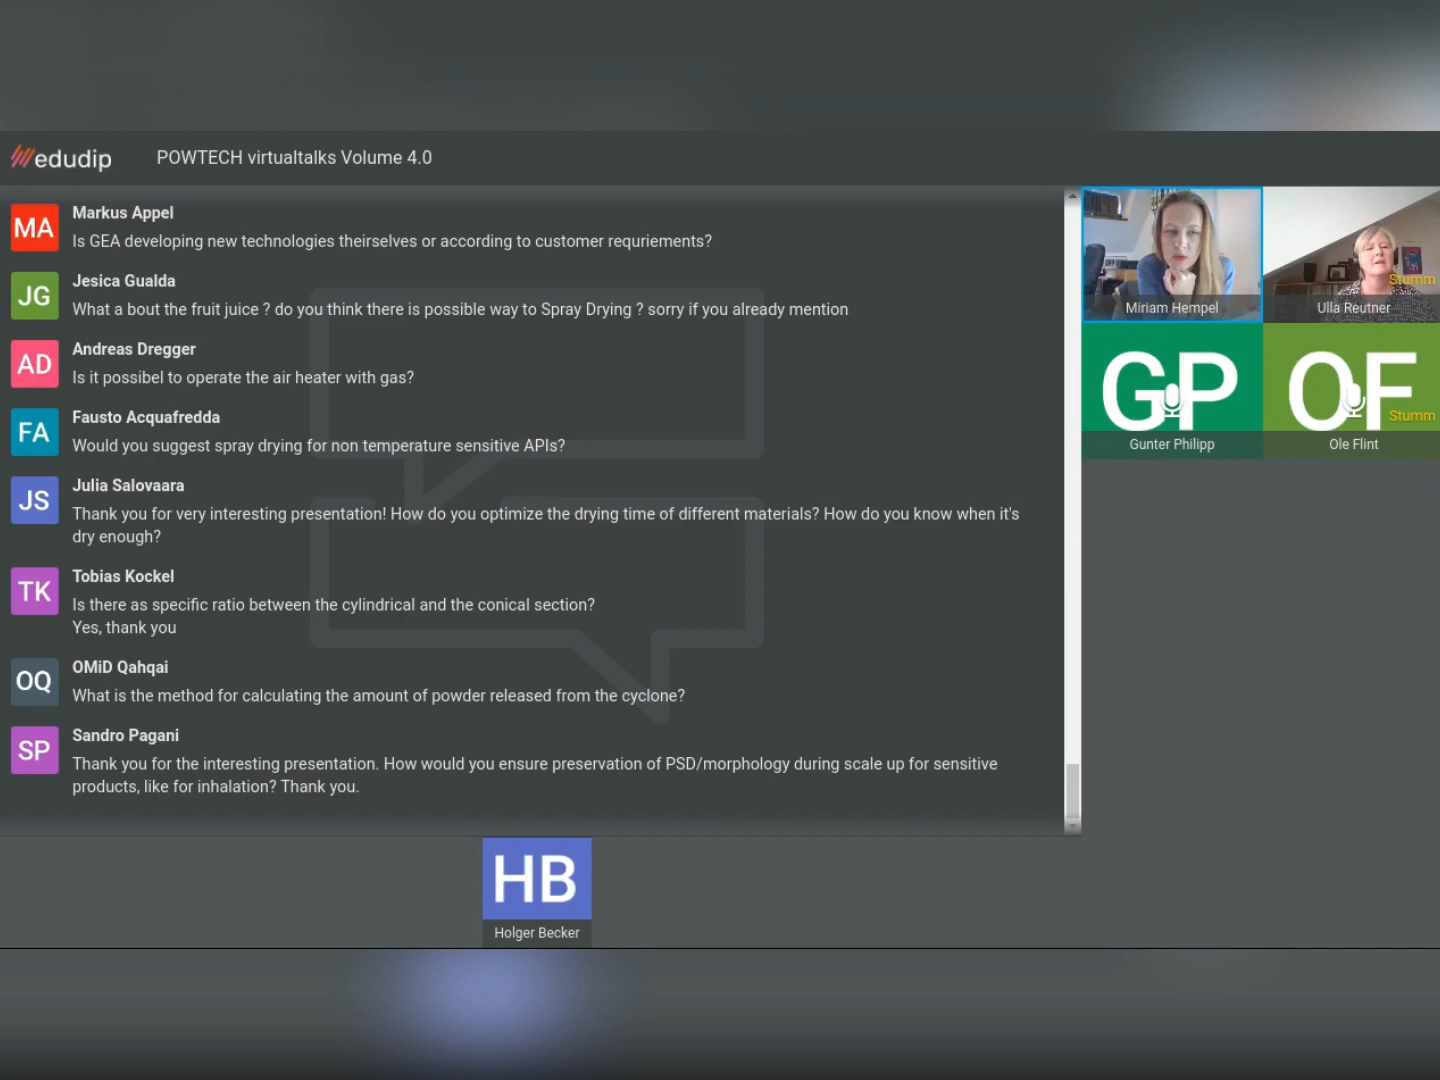 edudip
POWTECH virtualtalks Volume 4.0
MA
Markus Appel
Is GEA developing new technologies theirselves or according to customer requriements?
JG
Jesica Gualda
What a bout the fruit juice ? do you think there is possible way to Spray Drying ? sorry if you already mention
AD
Andreas Dregger
Is it possibel to operate the air heater with gas?
FA
Fausto Acquafredda
Would you suggest spray drying for non temperature sensitive APIs?
JS
Julia Salovaara
Thank you for very interesting presentation! How do you optimize the drying time of different materials? How do you know when it's
dry enough?
TK
Tobias Kockel
Is there as specific ratio between the cylindrical and the conical section?
Yes, thank you
OQ
OMiD Qahqai
What is the method for calculating the amount of powder released from the cyclone?
SP
Sandro Pagani
Thank you for the interesting presentation. How would you ensure preservation of PSD/morphology during scale up for sensitive
products, like for inhalation? Thank you.
Miriam Hempel
Stumm
Ulla Reutner
GP
Gunter Philipp
OF
Stumm
Ole Flint
HB
Holger Becker